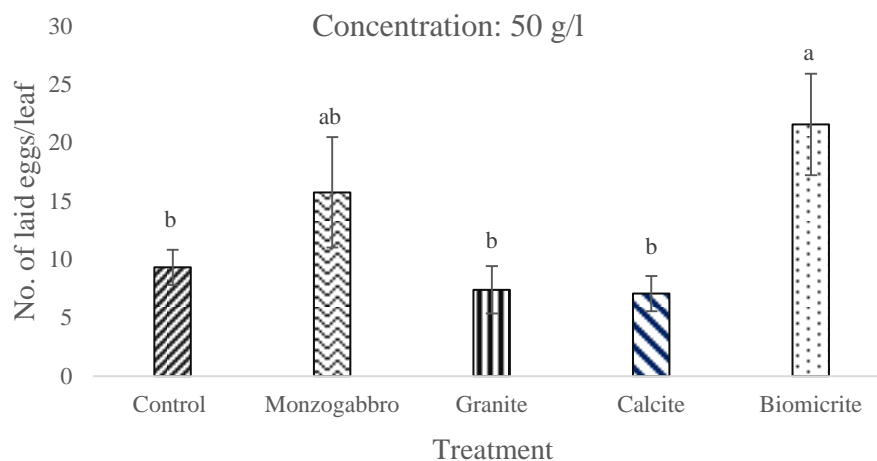 Concentration: 50 g/l
No. of laid eggs/leaf
30
25
20
15
10
5
0
b
ab
b
b
a
Control Monzogabbro Granite Calcite Biomicrite
Treatment